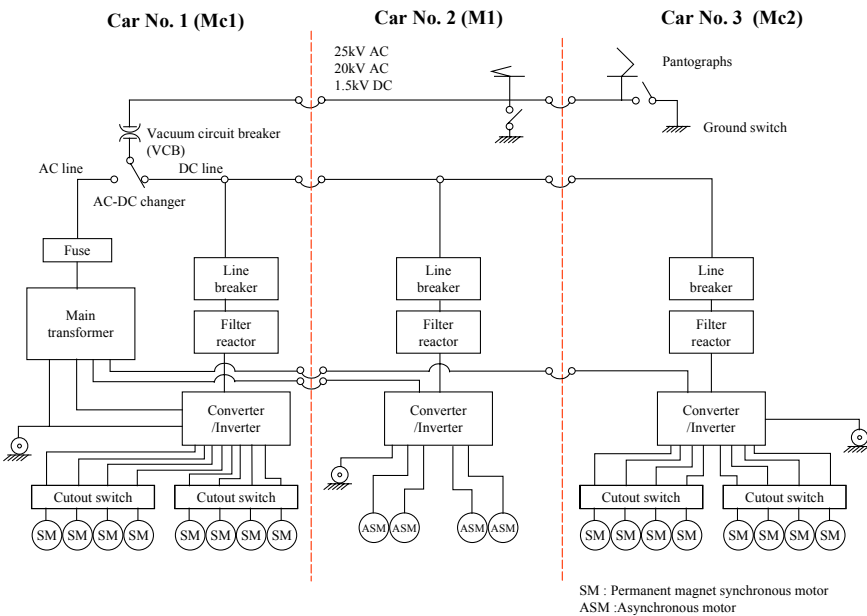 Car No. 1 (Mc1)
Car No. 2 (M1)
Car No. 3 (Mc2)
25kV AC
20kV AC
1.5kV DC
Pantographs
Ground switch
Vacuum circuit breaker
(VCB)
AC line
DC line
AC-DC changer
Fuse
Main
transformer
Line
breaker
Filter
reactor
Line
breaker
Filter
reactor
Line
breaker
Filter
reactor
Converter
/Inverter
Converter
/Inverter
Converter
/Inverter
Cutout switch
Cutout switch
Cutout switch
Cutout switch
SM SM SM SM
SM SM SM SM
ASM ASM
ASM ASM
SM SM SM SM
SM SM SM SM
SM : Permanent magnet synchronous motor
ASM :Asynchronous motor